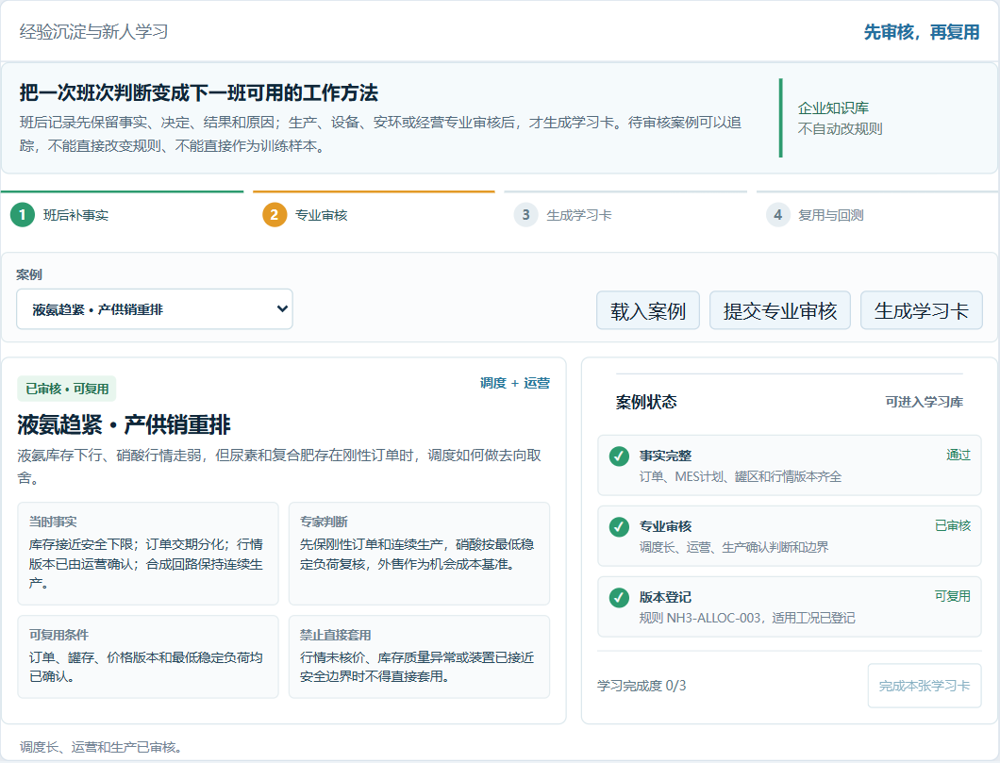 经验沉淀与新人学习
先审核，再复用
把一次班次判断变成下一班可用的工作方法
班后记录先保留事实、决定、结果和原因；生产、设备、安环或经营专业审核后，才生成学习卡。待审核案例可以追
踪，不能直接改变规则、不能直接作为训练样本。
企业知识库
不自动改规则
1 班后补事实
2 专业审核
3 生成学习卡
4 复用与回测
案例
液氨趋紧 • 产供销重排
载入案例
提交专业审核
生成学习卡
已审核 • 可复用
调度 + 运营
液氨趋紧 • 产供销重排
液氨库存下行、硝酸行情走弱，但尿素和复合肥存在刚性订单时，调度如何做去向取
舍。
当时事实
库存接近安全下限；订单交期分化；行情
版本已由运营确认；合成回路保持连续生
产。
专家判断
先保刚性订单和连续生产，硝酸按最低稳
定负荷复核，外售作为机会成本基准。
可复用条件
订单、罐存、价格版本和最低稳定负荷均
已确认。
禁止直接套用
行情未核价、库存质量异常或装置已接近
安全边界时不得直接套用。
案例状态
可进入学习库
事实完整
通过
订单、MES计划、罐区和行情版本齐全
专业审核
已审核
调度长、运营、生产确认判断和边界
版本登记
可复用
规则 NH3-ALLOC-003，适用工况已登记
学习完成度 0/3
完成本张学习卡
调度长、运营和生产已审核。